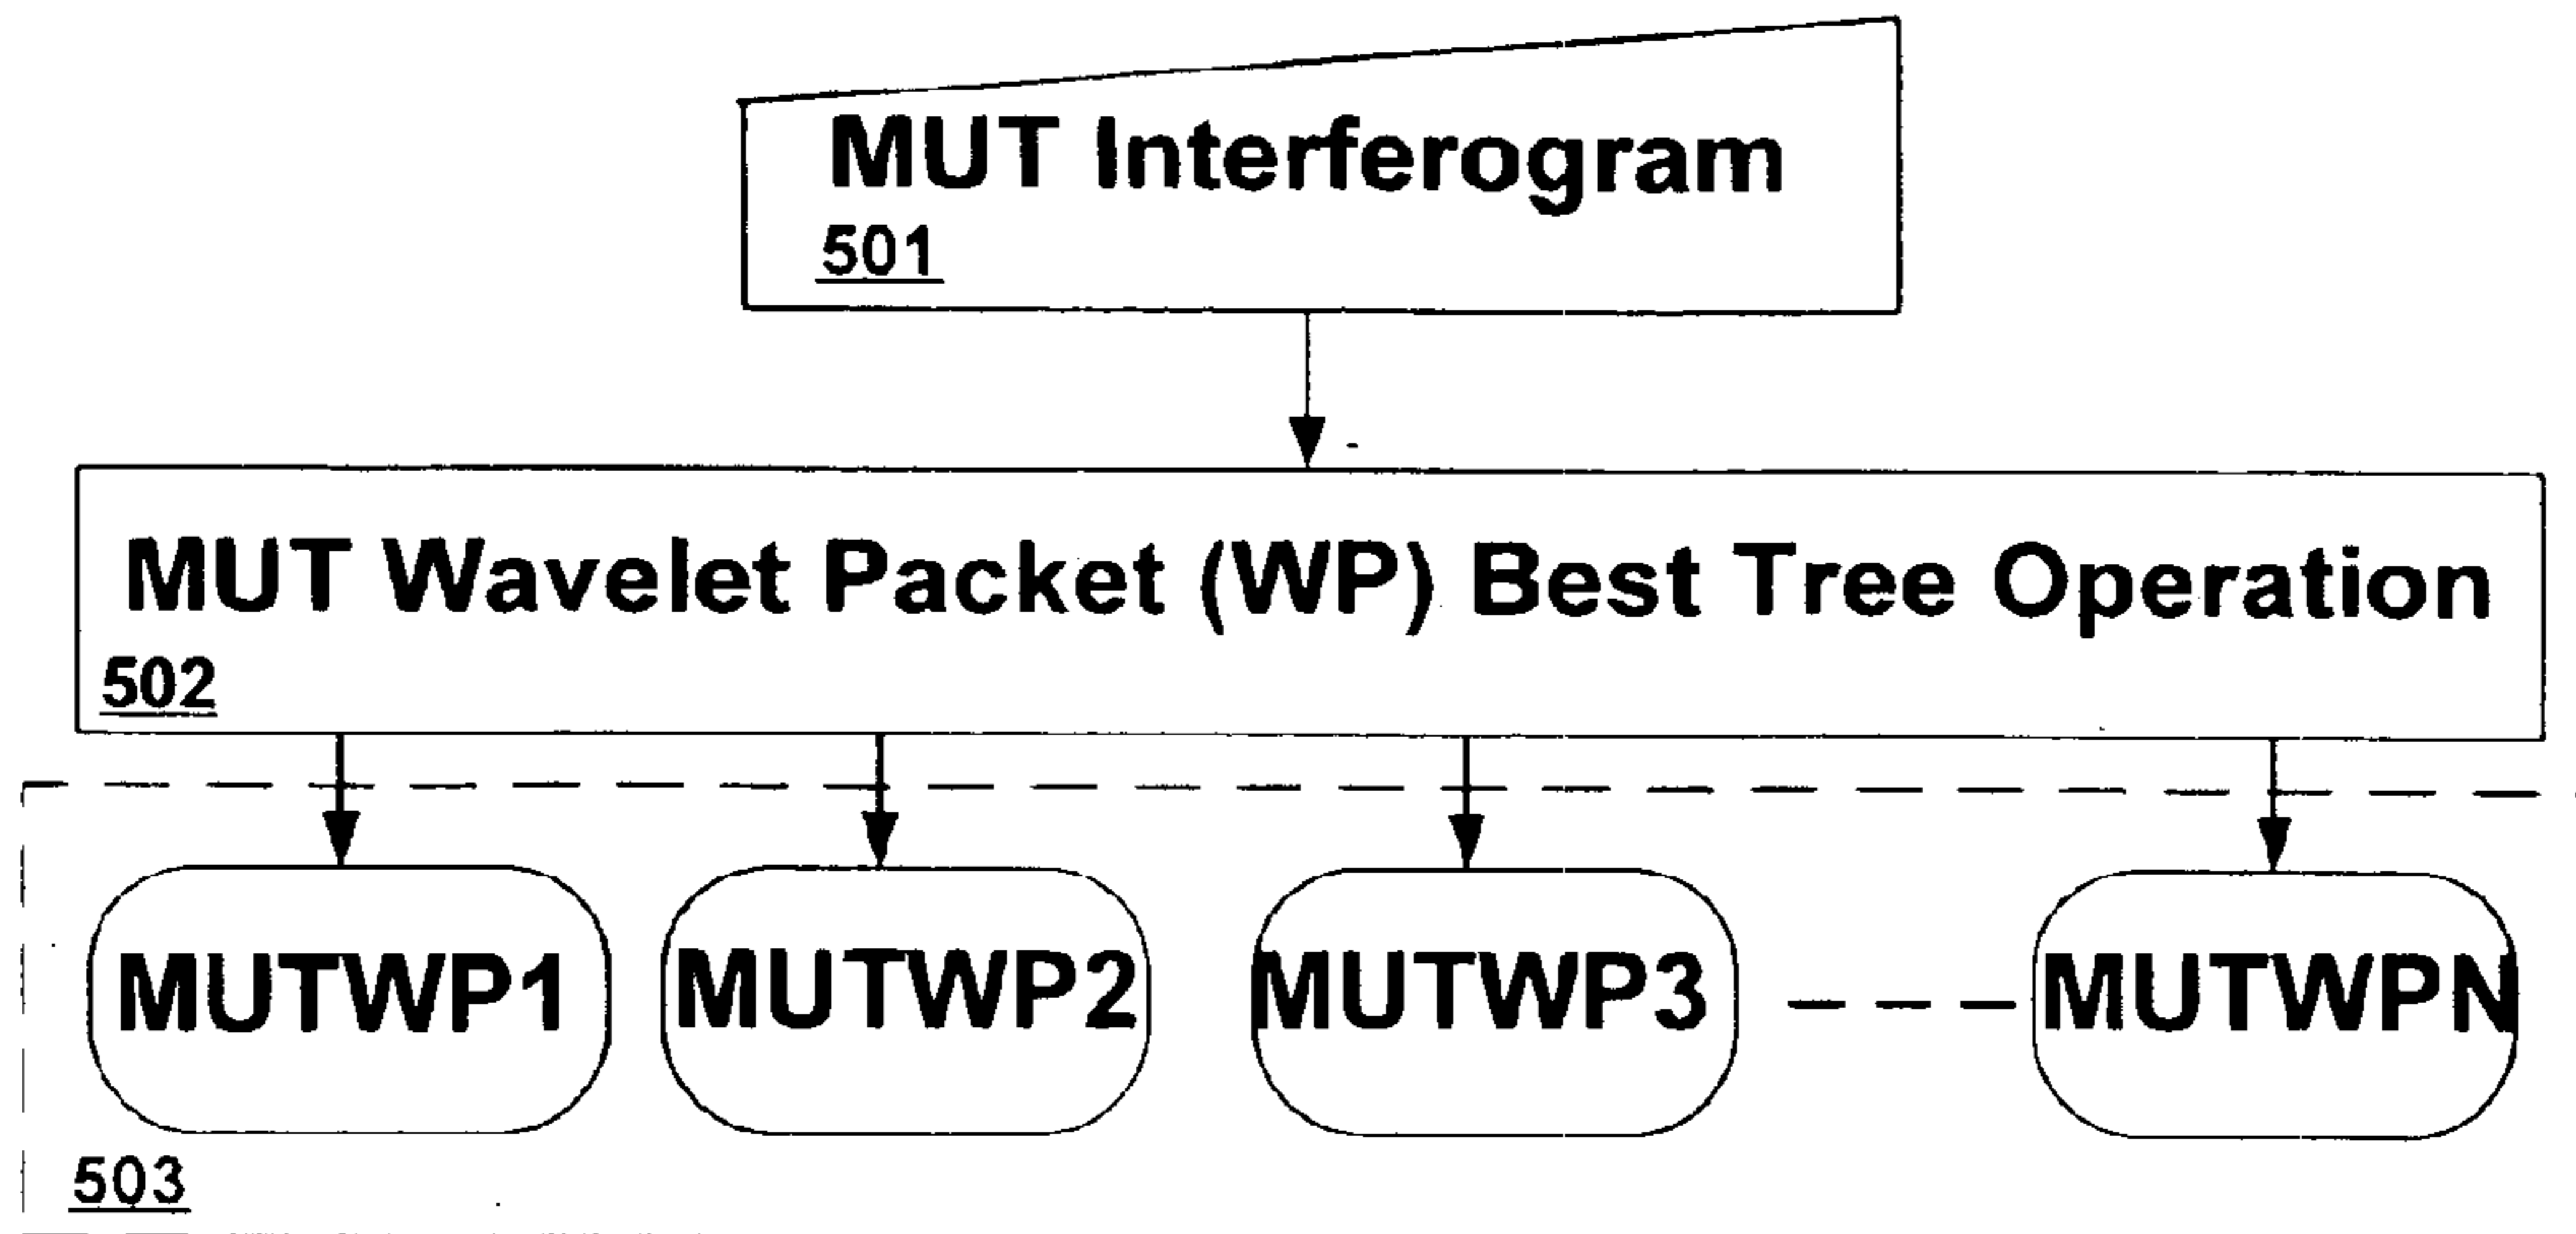 MUT Interferogram
501
MUT Wavelet Packet (WP) Best Tree Operation
502
MUTWP1 MUTWP2 MUTWP3 MUTWPN
503